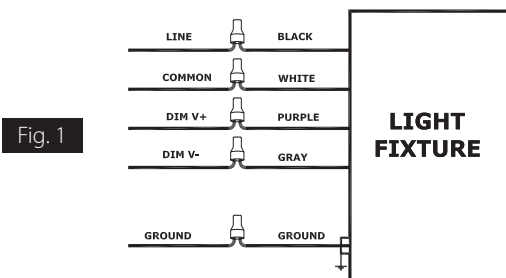 LINE BLACK
COMMON WHITE
DIM V+ PURPLE
Fig. 1
LIGHT
FIXTURE
DIM V- GRAY
GROUND GROUND